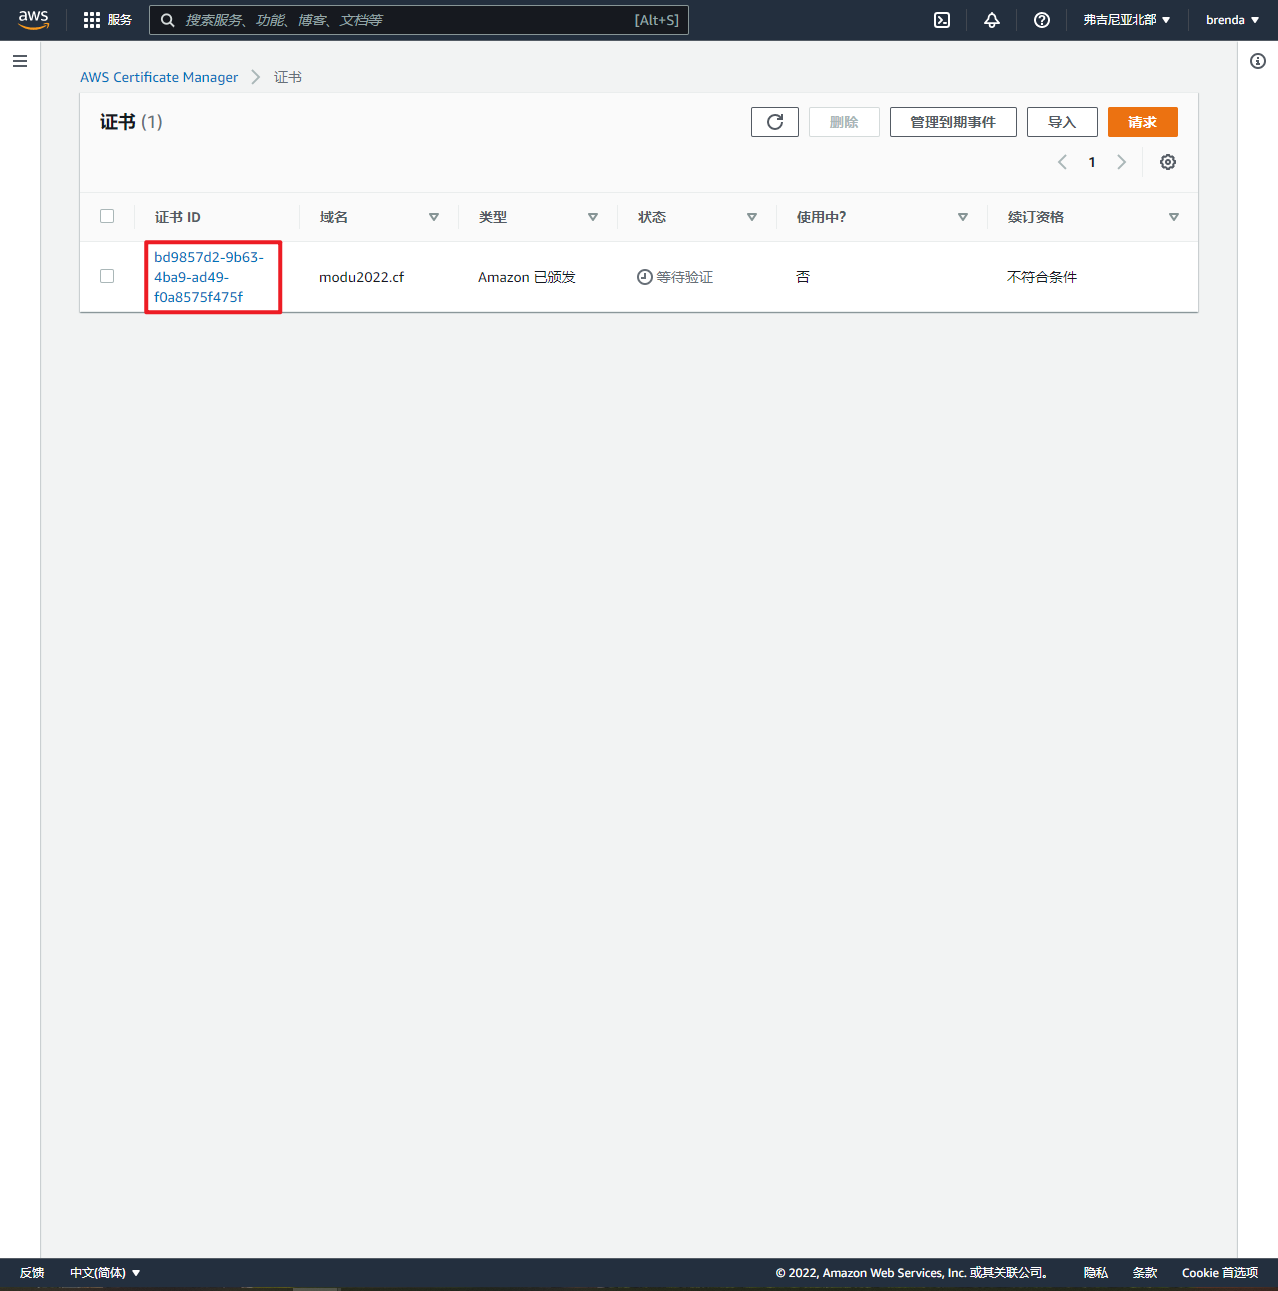 aws 服务 搜索服务、功能、博客、文档等 [Alt+S] 弗吉尼亚北部 brenda
AWS Certificate Manager 证书
证书 (1) 删除 管理到期事件 导入 请求
1
证书 ID 域名 类型 状态 使用中? 续订资格
bd9857d2-9b63-
4ba9-ad49- modu2022.cf Amazon 已颁发 等待验证 否 不符合条件
f0a8575f475f
反馈 中文(简体) © 2022, Amazon Web Services, Inc. 或其关联公司。 隐私 条款 Cookie 首选项